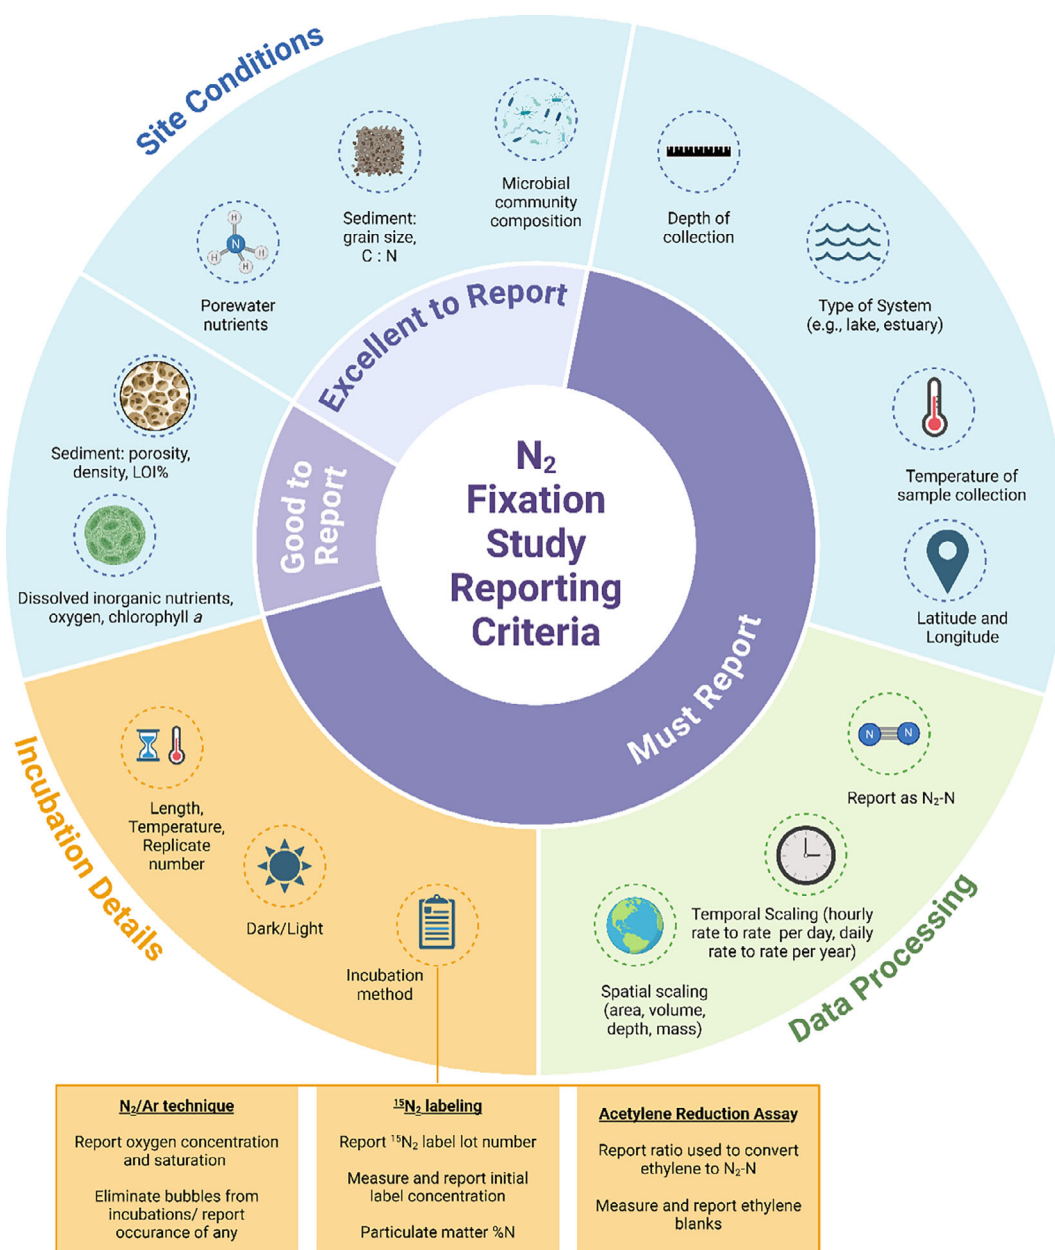 Site Conditions
Microbial
community
composition
Sediment:
grain size,
C : N
Porewater
nutrients
H
N
H
H
H
Depth of
collection
Type of System
(e.g., lake, estuary)
Temperature of
sample collection
Latitude and
Longitude
Sediment: porosity,
density, LOI%
Dissolved inorganic nutrients,
oxygen, chlorophyll a
Excellent to Report
Good to
Report
Must Report
N₂
Fixation
Study
Reporting
Criteria
Incubation Details
Length,
Temperature,
Replicate
number
Dark/Light
Incubation
method
Data Processing
N N
Report as N₂-N
Temporal Scaling (hourly
rate to rate per day, daily
rate to rate per year)
Spatial scaling
(area, volume,
depth, mass)
N₂/Ar technique
Report oxygen concentration
and saturation
Eliminate bubbles from
incubations/ report
occurance of any
¹⁵N₂ labeling
Report ¹⁵N₂ label lot number
Measure and report initial
label concentration
Particulate matter %N
Acetylene Reduction Assay
Report ratio used to convert
ethylene to N₂-N
Measure and report ethylene
blanks